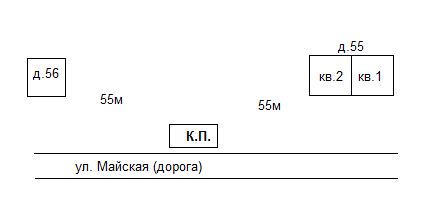 д.55
д.56
кв.2 кв.1
55м
55м
К.П.
ул. Майская (дорога)